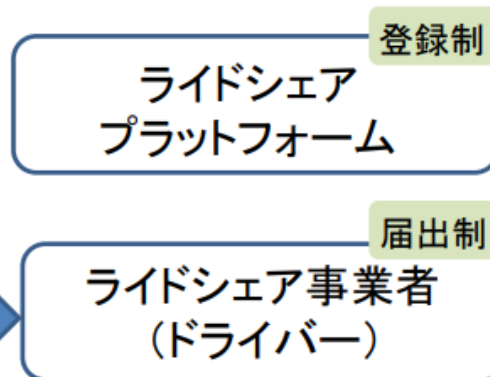 登録制
ライドシェア
プラットフォーム
届出制
ライドシェア事業者
（ドライバー）